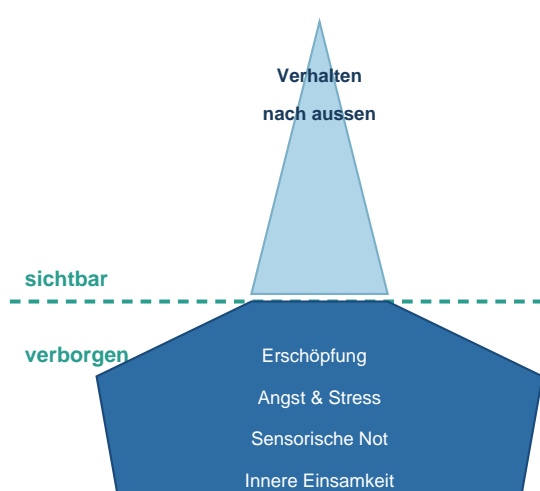 Verhalten
nach aussen
sichtbar
verborgen
Erschöpfung
Angst & Stress
Sensorische Not
Innere Einsamkeit